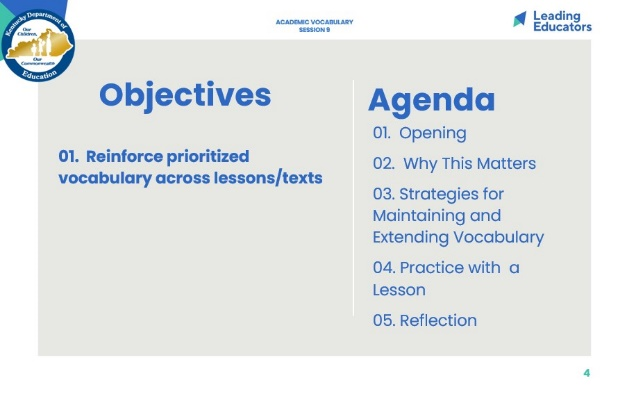 Kentucky Department of
Our
Children,
Our
Commonwealth
Education
ACADEMIC VOCABULARY
SESSION 9
Leading
Educators
Objectives
01. Reinforce prioritized
vocabulary across lessons/texts
Agenda
01. Opening
02. Why This Matters
03. Strategies for
Maintaining and
Extending Vocabulary
04. Practice with a
Lesson
05. Reflection
4